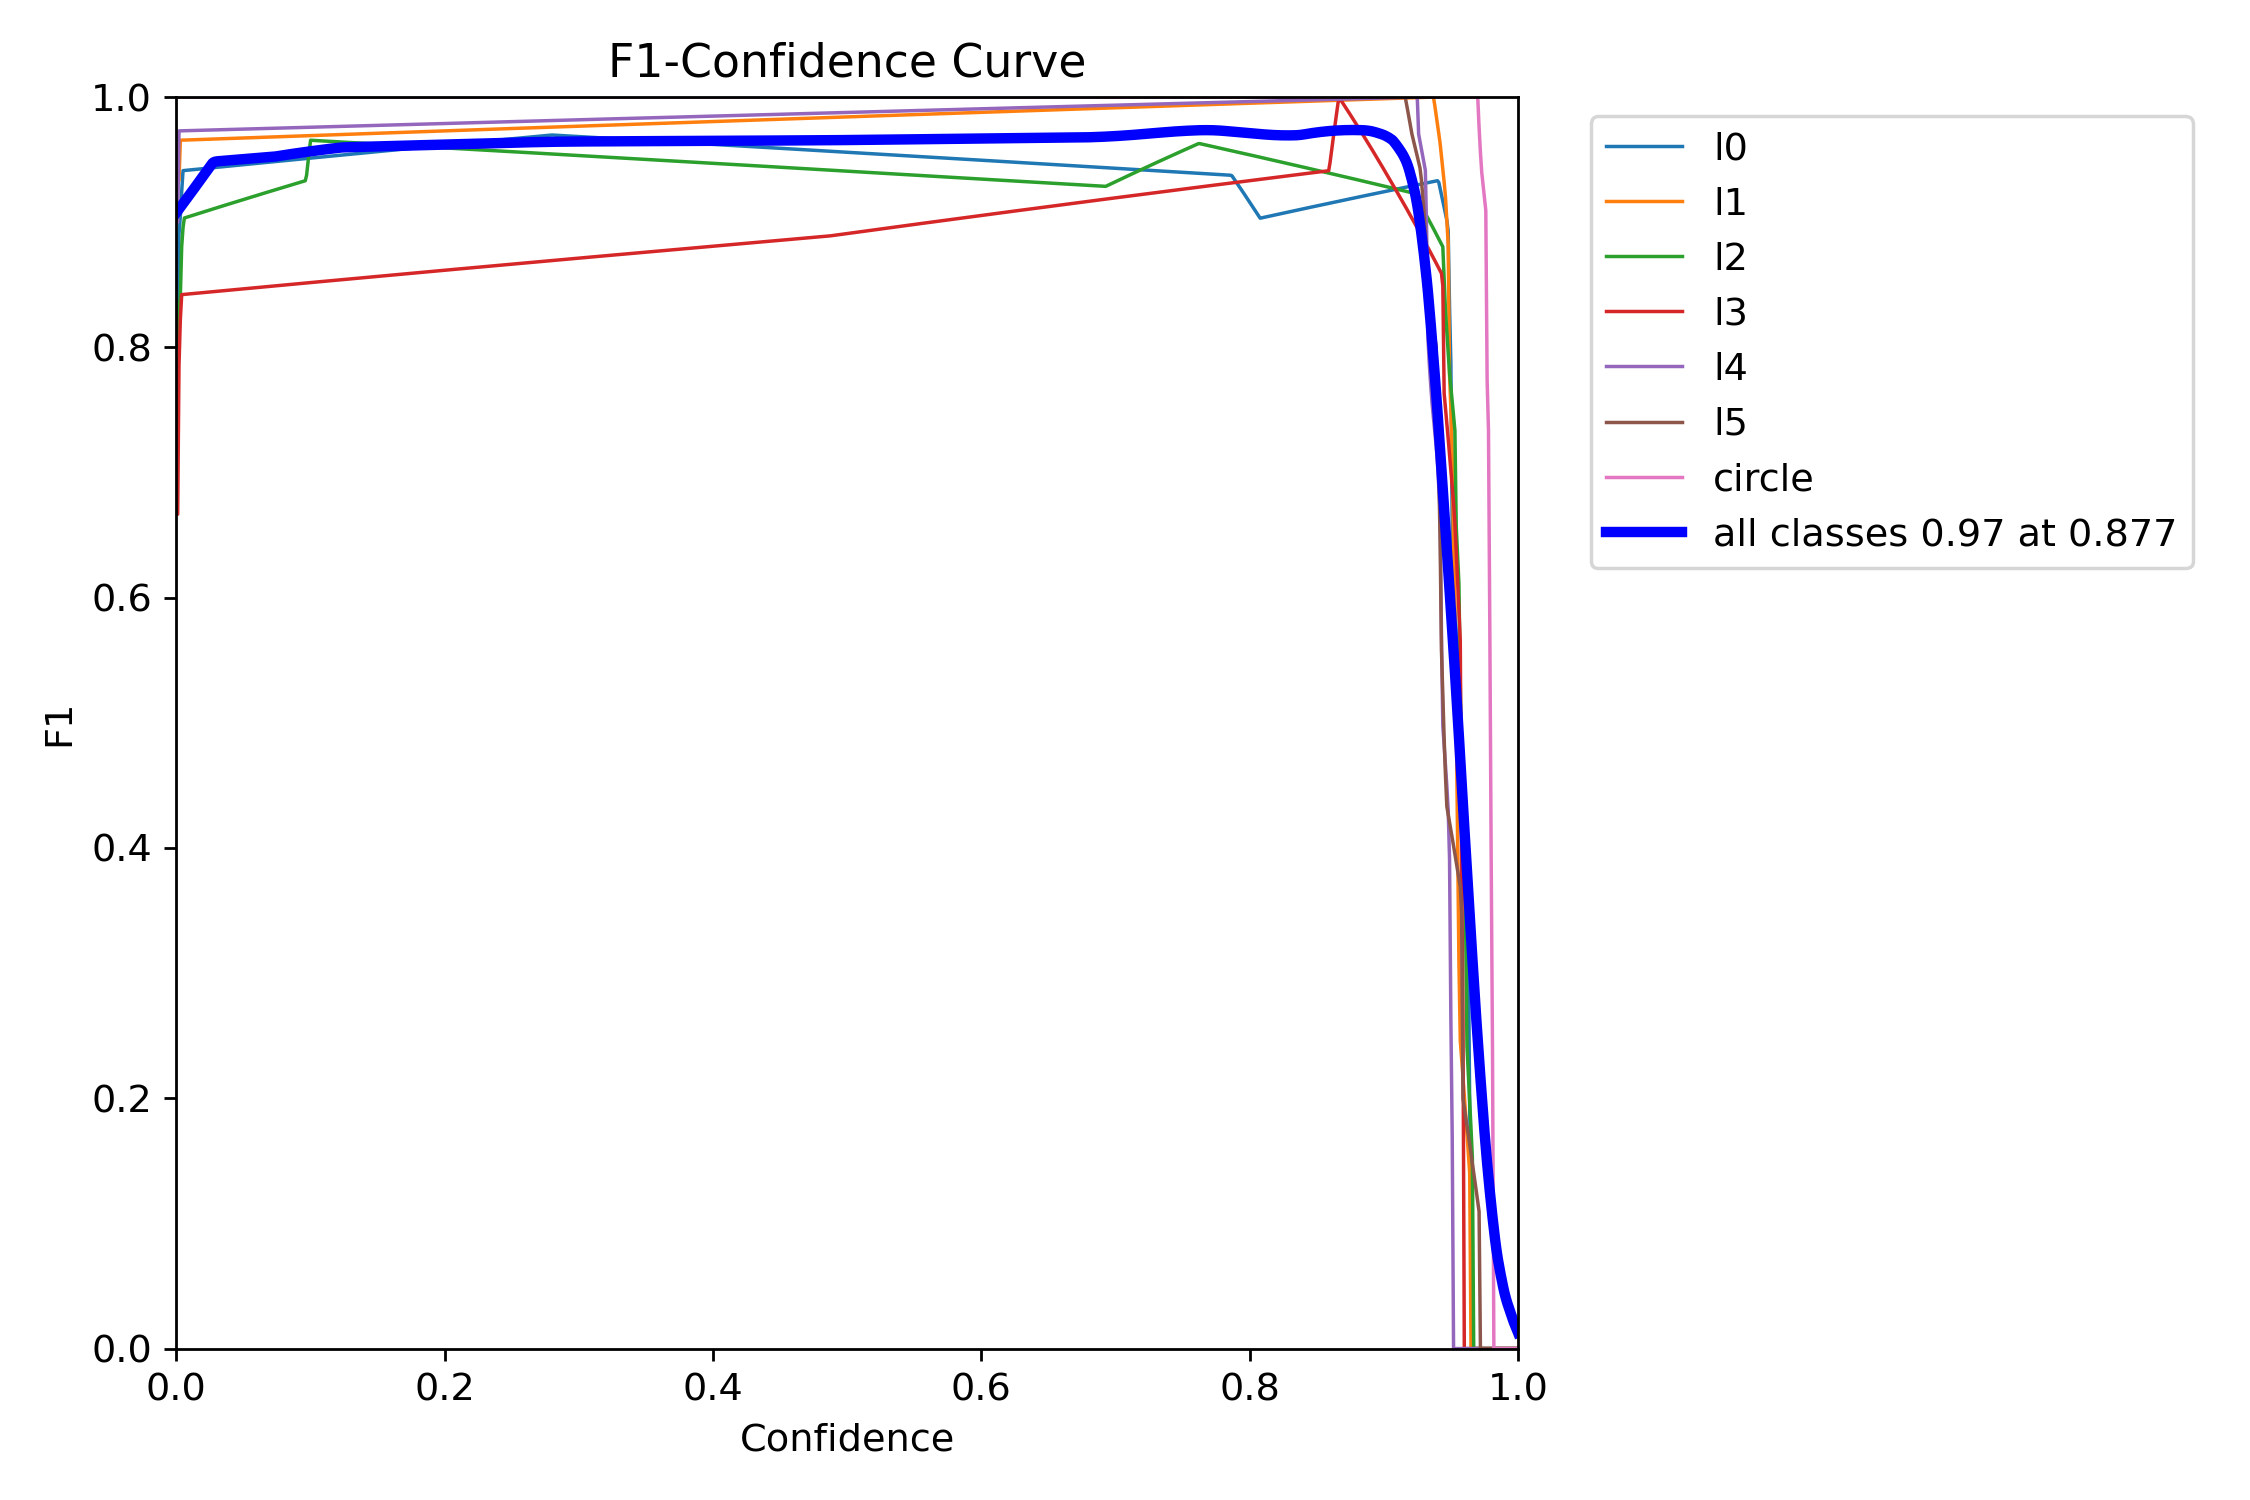 F1-Confidence Curve
1.0
0.8
0.6
0.4
0.2
0.0
F1
0.0 0.2 0.4 0.6 0.8 1.0
Confidence
l0
l1
l2
l3
l4
l5
circle
all classes 0.97 at 0.877